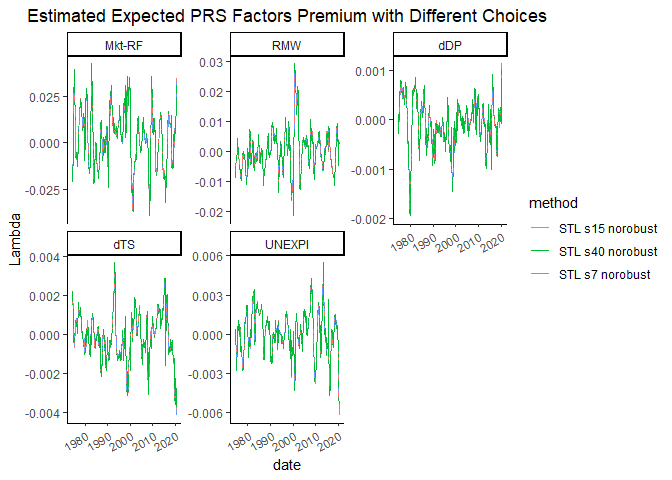 Estimated Expected PRS Factors Premium with Different Choices
Mkt-RF
RMW
dDP
0.025
0.000
-0.025
0.03
0.02
0.01
0.00
-0.01
-0.02
0.001
0.000
-0.001
-0.002
1980 1990 2000 2010 2020
dTS
UNEXPI
0.004
0.002
0.000
-0.002
-0.004
0.006
0.003
0.000
-0.003
-0.006
1980 1990 2000 2010 2020
1980 1990 2000 2010 2020
Lambda
date
method
STL s15 norobust
STL s40 norobust
STL s7 norobust